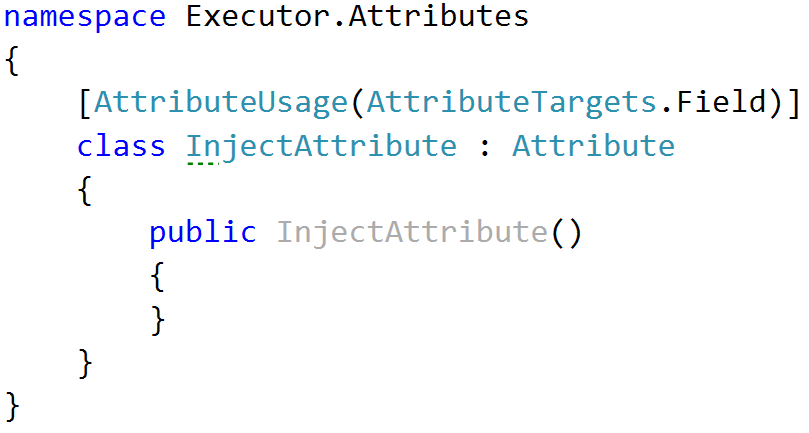 namespace Executor.Attributes
{
    [AttributeUsage(AttributeTargets.Field)]
    class InjectAttribute : Attribute
    {
        public InjectAttribute()
        {
        }
    }
}